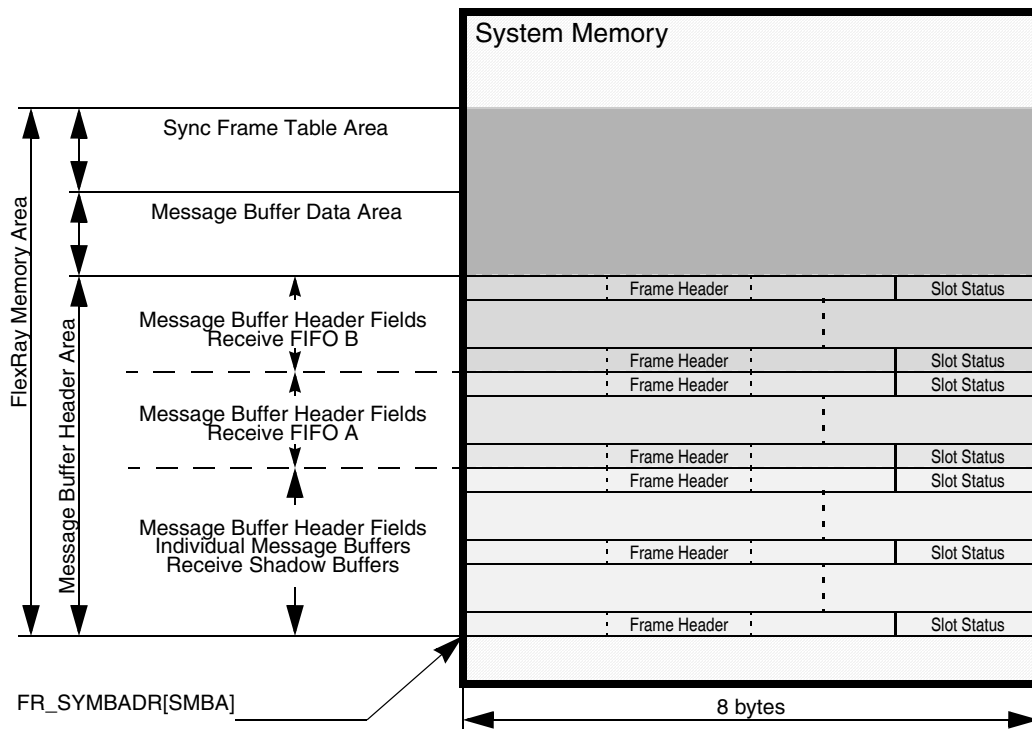 System Memory
Sync Frame Table Area
Message Buffer Data Area
FlexRay Memory Area
Message Buffer Header Area
Message Buffer Header Fields
Receive FIFO B
Message Buffer Header Fields
Receive FIFO A
Message Buffer Header Fields
Individual Message Buffers
Receive Shadow Buffers
Frame Header Slot Status
Frame Header Slot Status
Frame Header Slot Status
Frame Header Slot Status
Frame Header Slot Status
Frame Header Slot Status
Frame Header Slot Status
FR_SYMBADR[SMBA]
8 bytes